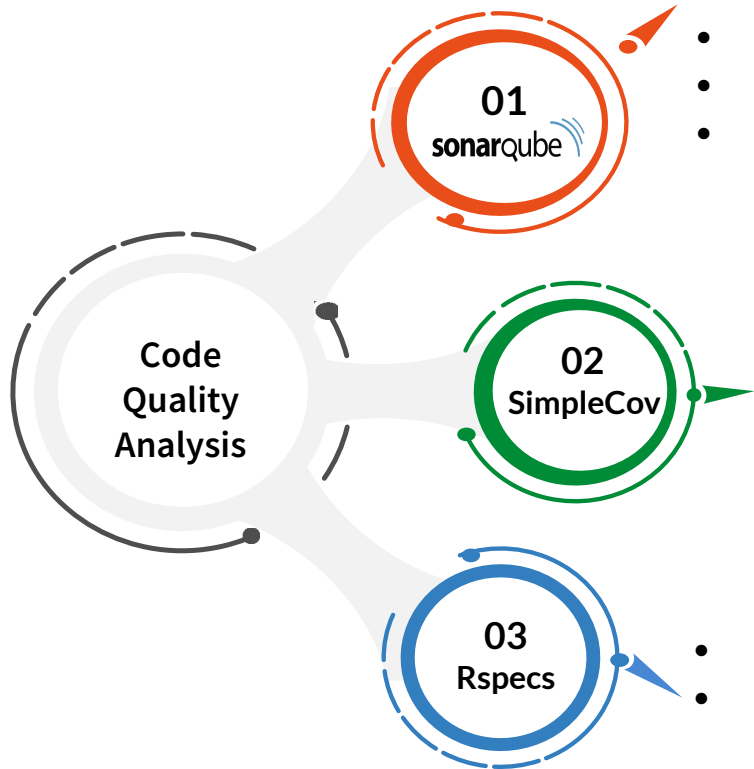 01
sonarqube
Code
Quality
Analysis
02
SimpleCov
03
Rspecs